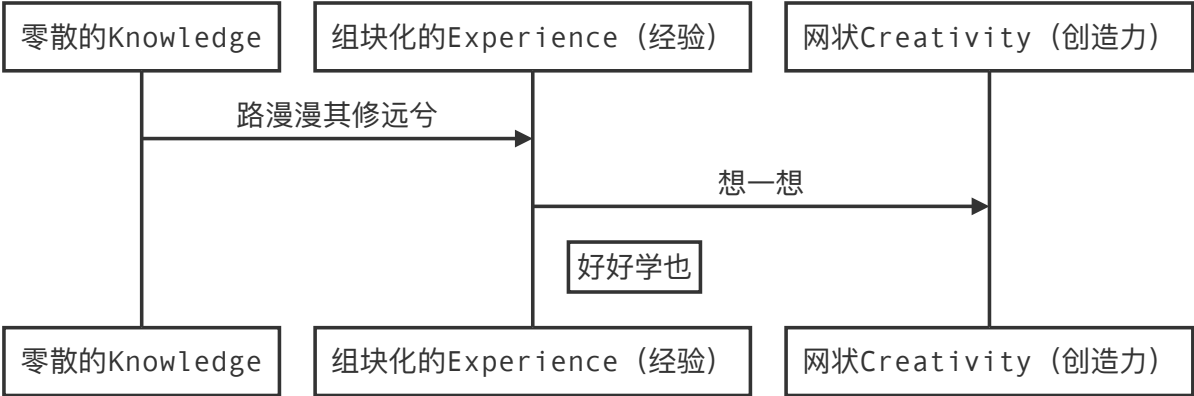 零散的Knowledge
组块化的Experience（经验）
网状Creativity（创造力）
路漫漫其修远兮
想一想
好好学也
零散的Knowledge
组块化的Experience（经验）
网状Creativity（创造力）